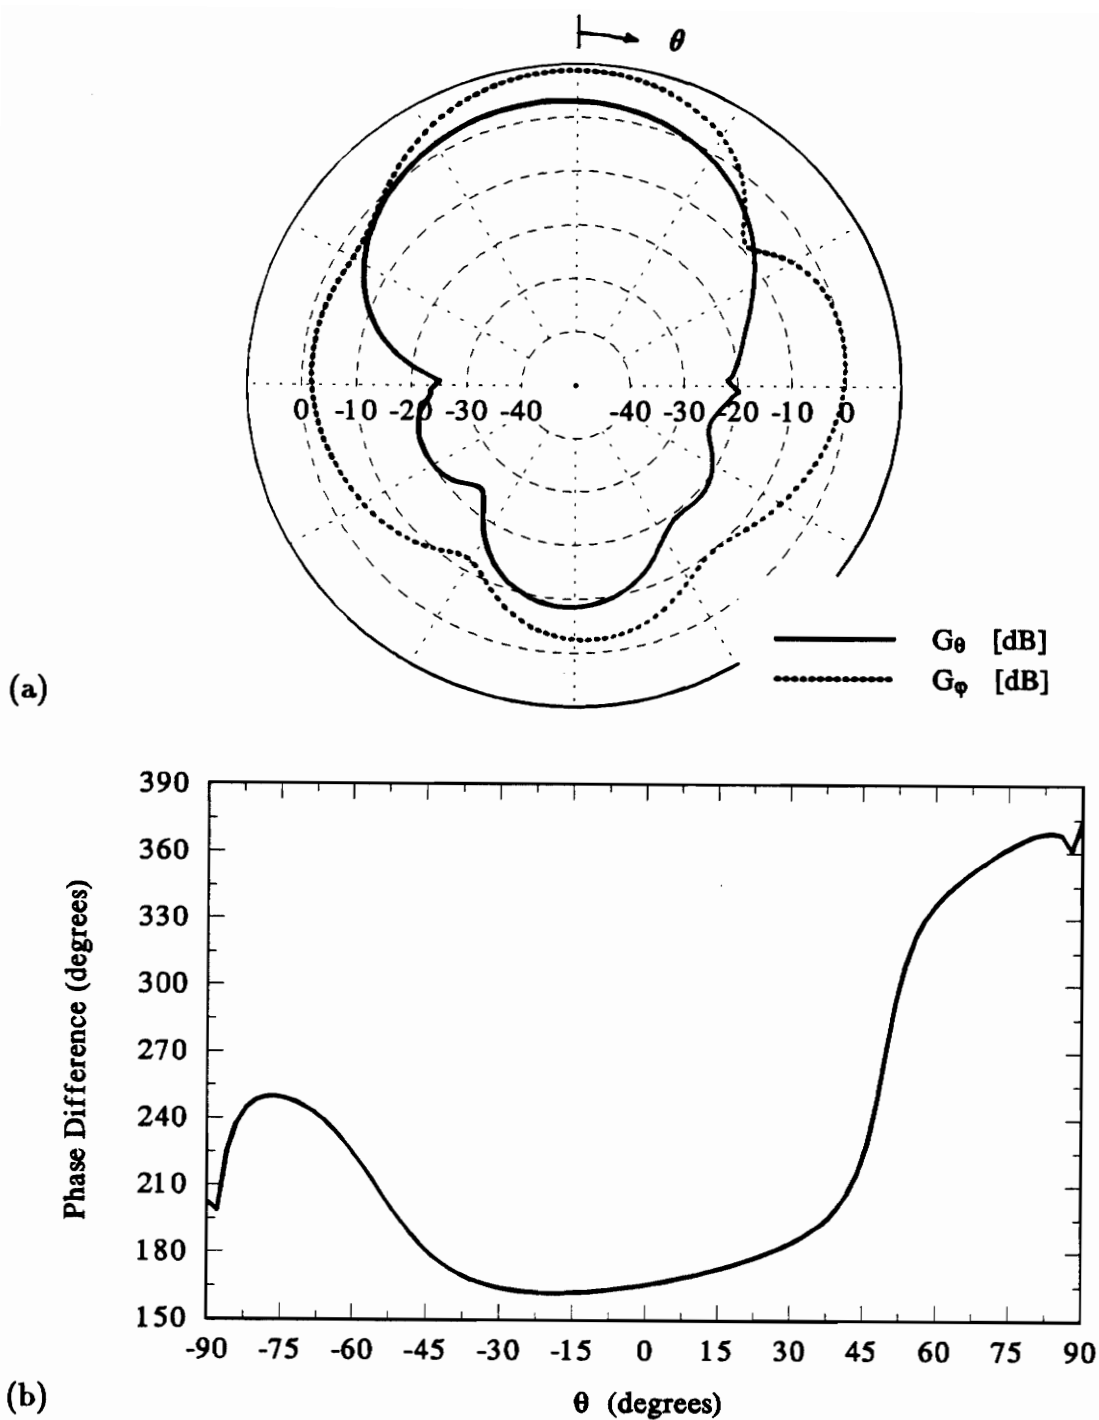 θ
0 -10 -20 -30 -40 -40 -30 -20 -10 0
Gθ [dB]
Gφ [dB]
(a)
390
360
330
300
270
240
210
180
150
Phase Difference (degrees)
-90 -75 -60 -45 -30 -15 0 15 30 45 60 75 90
θ (degrees)
(b)